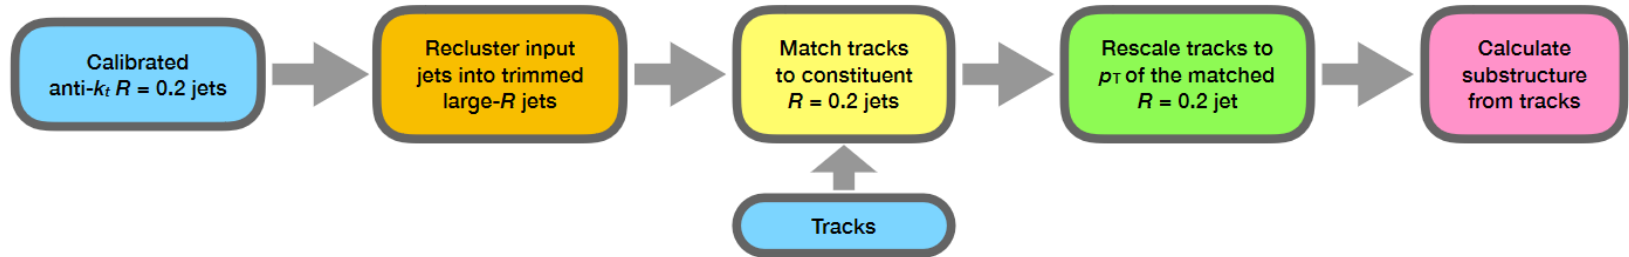 Calibrated
anti-kt R = 0.2 jets
Recluster input
jets into trimmed
large-R jets
Match tracks
to constituent
R = 0.2 jets
Rescale tracks to
pT of the matched
R = 0.2 jet
Calculate
substructure
from tracks
Tracks